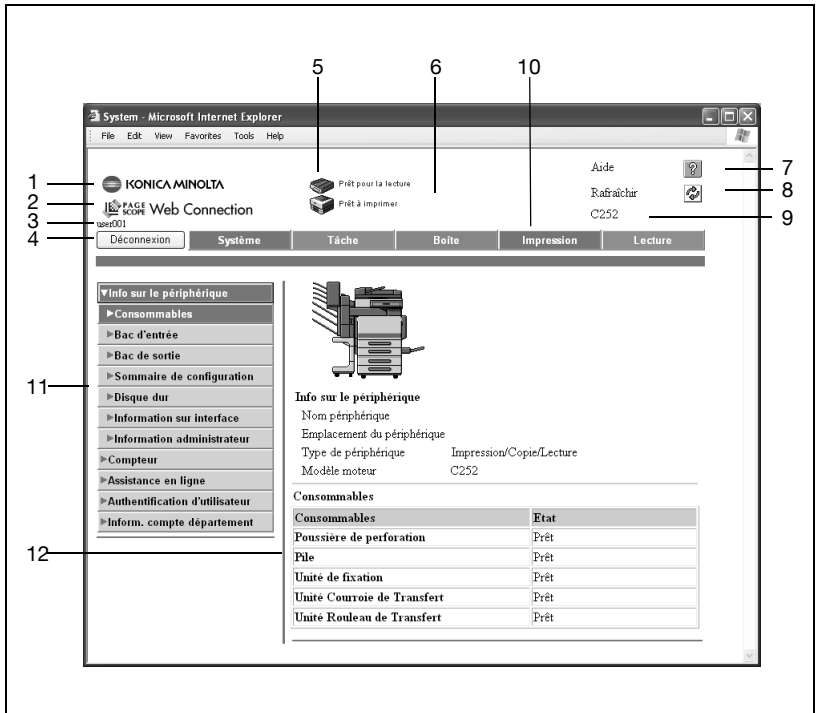 5 6 10
System - Microsoft Internet Explorer
File Edit View Favorites Tools Help
1 KONICA MINOLTA
Prêt pour la lecture
Aide 7
2 PAGE SCOPE Web Connection
Prêt à imprimer
Rafraîchir 8
3 user001
C252 9
4 Déconnexion Système Tâche Boîte Impression Lecture
▼Info sur le périphérique
►Consommables
►Bac d'entrée
►Bac de sortie
►Sommaire de configuration
11
►Disque dur
►Information sur interface
►Information administrateur
►Compteur
►Assistance en ligne
►Authentification d'utilisateur
►Inform. compte département
12
Info sur le périphérique
Nom périphérique
Emplacement du périphérique
Type de périphérique Impression/Copie/Lecture
Modèle moteur C252
Consommables
Consommables Etat
Poussière de perforation Prêt
Pile Prêt
Unité de fixation Prêt
Unité Courroie de Transfert Prêt
Unité Rouleau de Transfert Prêt